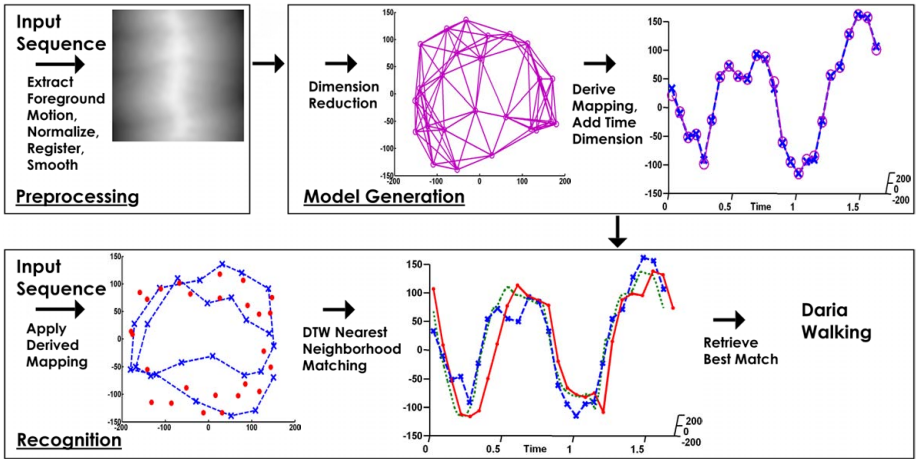 Input
Sequence
Extract
Foreground
Motion,
Normalize,
Register,
Smooth
Preprocessing
Dimension
Reduction
150
100
50
0
-50
-100
-150
-200
-100
0
100
200
Derive
Mapping,
Add Time
Dimension
150
100
50
0
-50
-100
-150
0
0.5
Time
1
1.5
200
0
-200
Model Generation
Input
Sequence
Apply
Derived
Mapping
150
100
50
0
-50
-100
-150
-200
-100
0
100
200
DTW Nearest
Neighborhood
Matching
150
100
50
0
-50
-100
-150
0
0.5
Time
1
1.5
200
0
-200
Retrieve
Best Match
Daria
Walking
Recognition